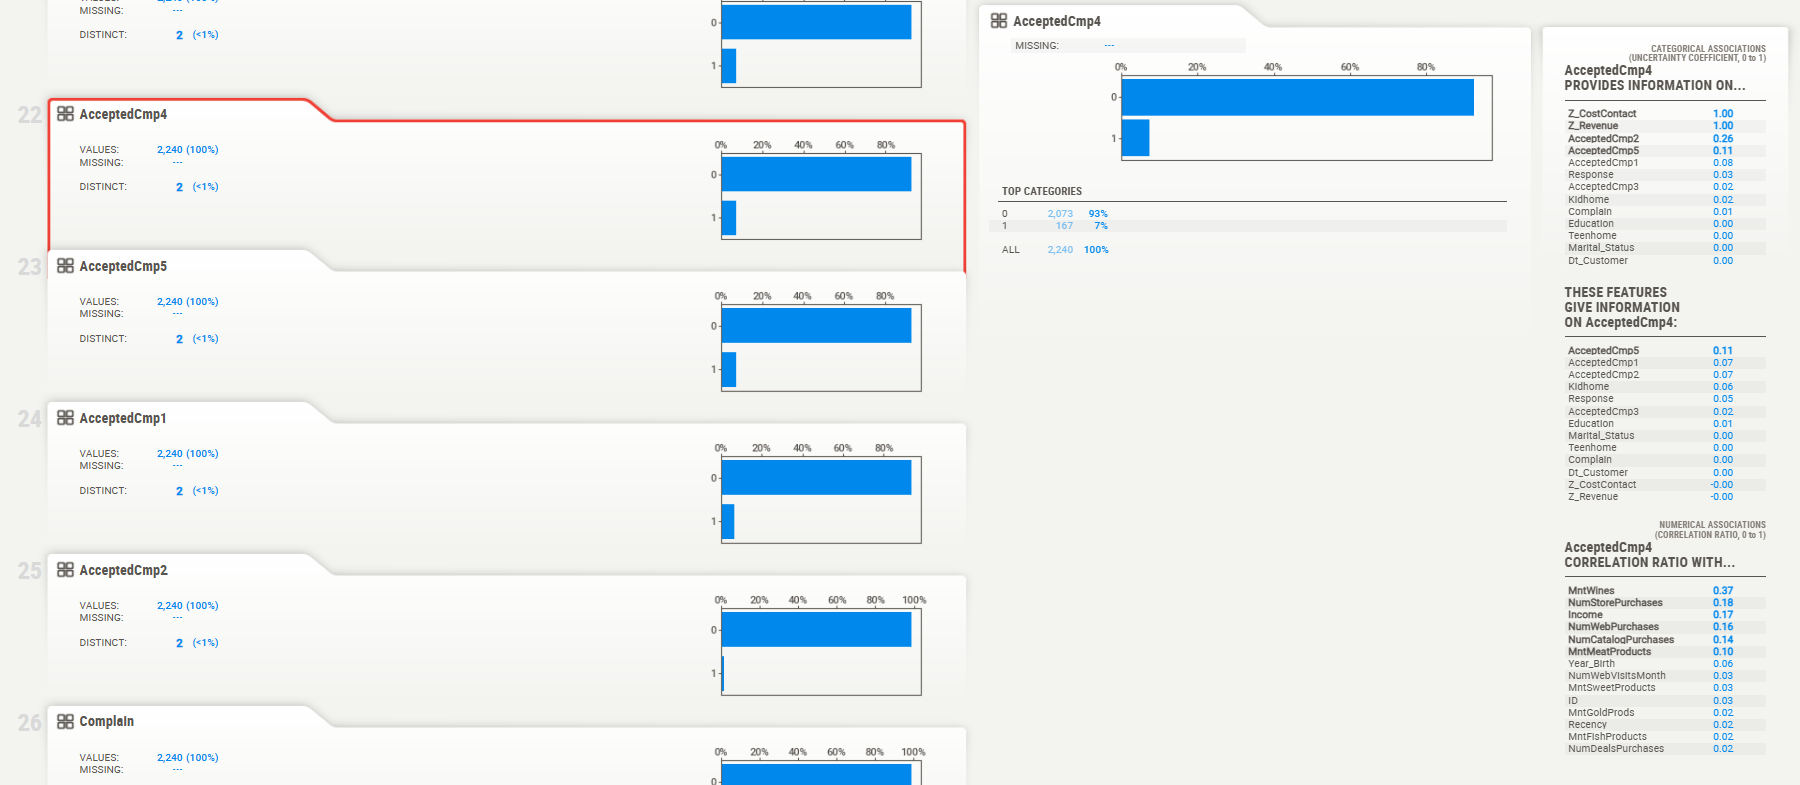 MISSING: ---
DISTINCT: 2 (<1%)
0
1
22
AcceptedCmp4
VALUES: 2,240 (100%)
MISSING: ---
DISTINCT: 2 (<1%)
0% 20% 40% 60% 80%
0
1
23
AcceptedCmp5
VALUES: 2,240 (100%)
MISSING: ---
DISTINCT: 2 (<1%)
0% 20% 40% 60% 80%
0
1
24
AcceptedCmp1
VALUES: 2,240 (100%)
MISSING: ---
DISTINCT: 2 (<1%)
0% 20% 40% 60% 80%
0
1
25
AcceptedCmp2
VALUES: 2,240 (100%)
MISSING: ---
DISTINCT: 2 (<1%)
0% 20% 40% 60% 80% 100%
0
1
26
Complain
VALUES: 2,240 (100%)
MISSING: ---
0% 20% 40% 60% 80% 100%
0
AcceptedCmp4
MISSING: ---
0% 20% 40% 60% 80%
0
1
TOP CATEGORIES
0 2,073 93%
1 167 7%
ALL 2,240 100%
CATEGORICAL ASSOCIATIONS
(UNCERTAINTY COEFFICIENT, 0 to 1)
AcceptedCmp4
PROVIDES INFORMATION ON...
Z_CostContact 1.00
Z_Revenue 1.00
AcceptedCmp2 0.26
AcceptedCmp5 0.11
AcceptedCmp1 0.08
Response 0.03
AcceptedCmp3 0.02
Kidhome 0.02
Complain 0.01
Education 0.00
Teenhome 0.00
Marital_Status 0.00
Dt_Customer 0.00
THESE FEATURES
GIVE INFORMATION
ON AcceptedCmp4:
AcceptedCmp5 0.11
AcceptedCmp1 0.07
AcceptedCmp2 0.07
Kidhome 0.06
Response 0.05
AcceptedCmp3 0.02
Education 0.01
Marital_Status 0.00
Teenhome 0.00
Complain 0.00
Dt_Customer 0.00
Z_CostContact -0.00
Z_Revenue -0.00
NUMERICAL ASSOCIATIONS
(CORRELATION RATIO, 0 to 1)
AcceptedCmp4
CORRELATION RATIO WITH...
MntWines 0.37
NumStorePurchases 0.18
Income 0.17
NumWebPurchases 0.16
NumCatalogPurchases 0.14
MntMeatProducts 0.10
Year_Birth 0.06
NumWebVisitsMonth 0.03
MntSweetProducts 0.03
ID 0.03
MntGoldProds 0.02
Recency 0.02
MntFishProducts 0.02
NumDealsPurchases 0.02